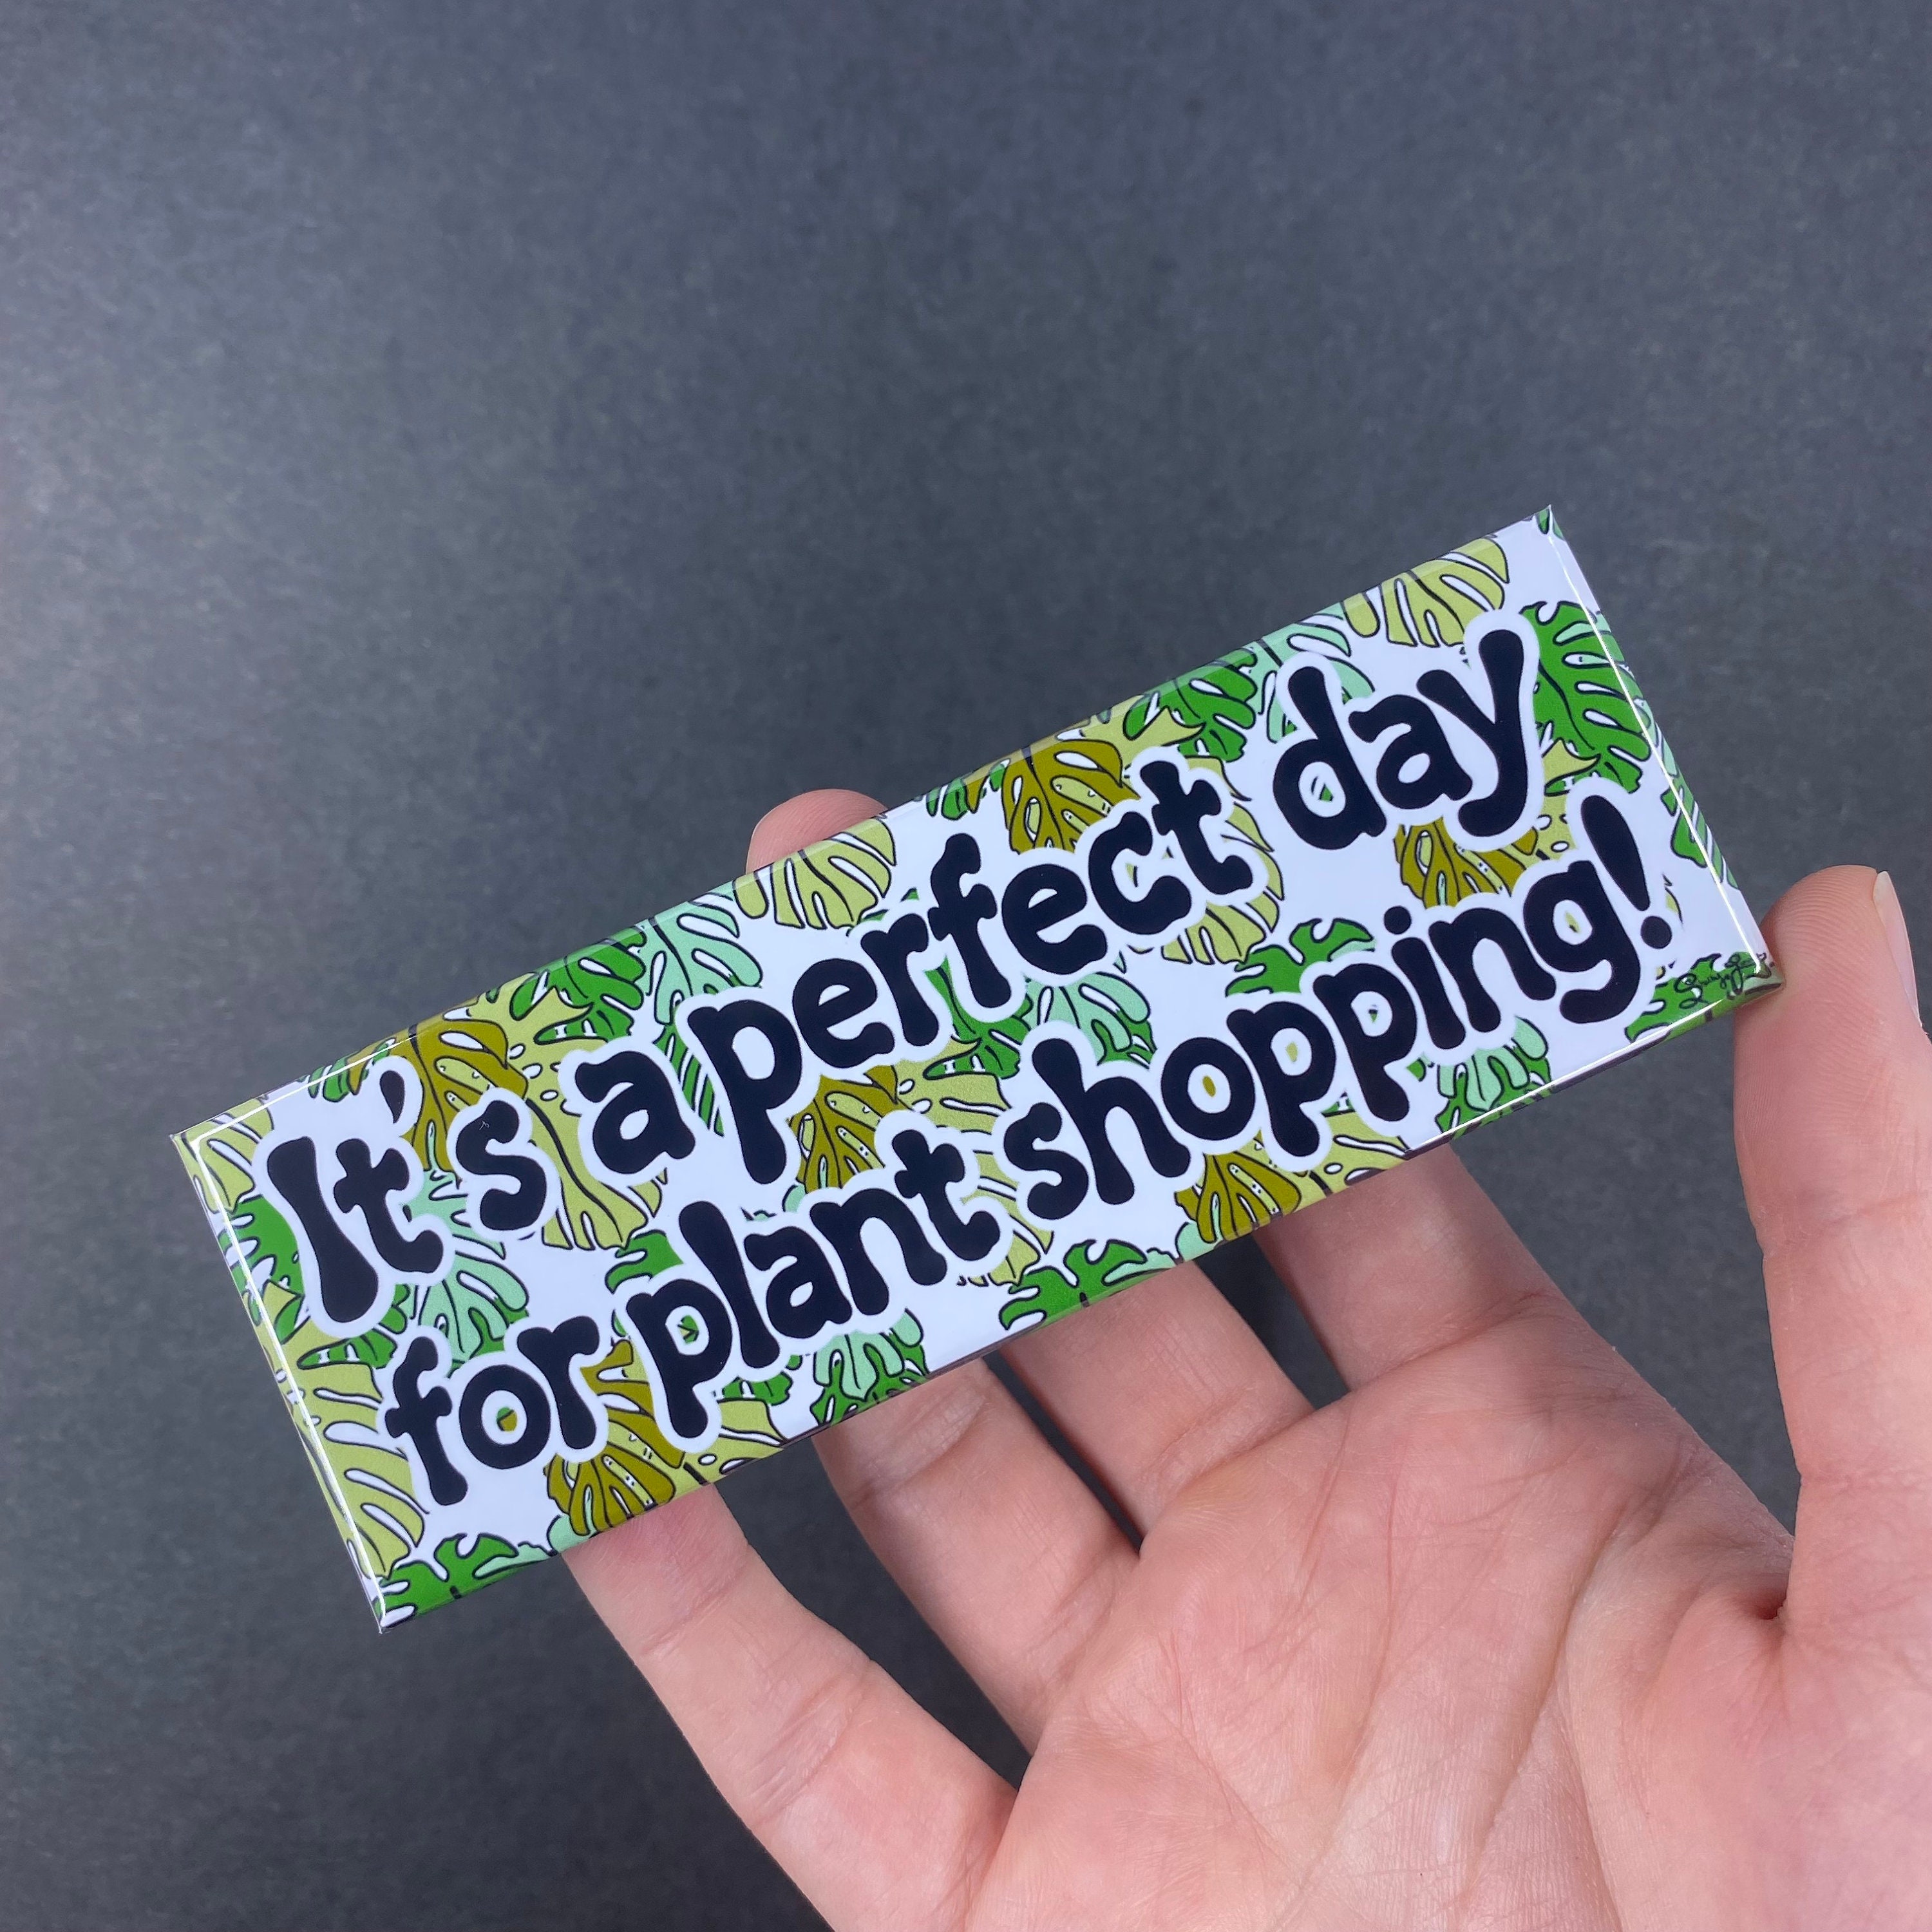 It's a perfect day
for plant shopping!